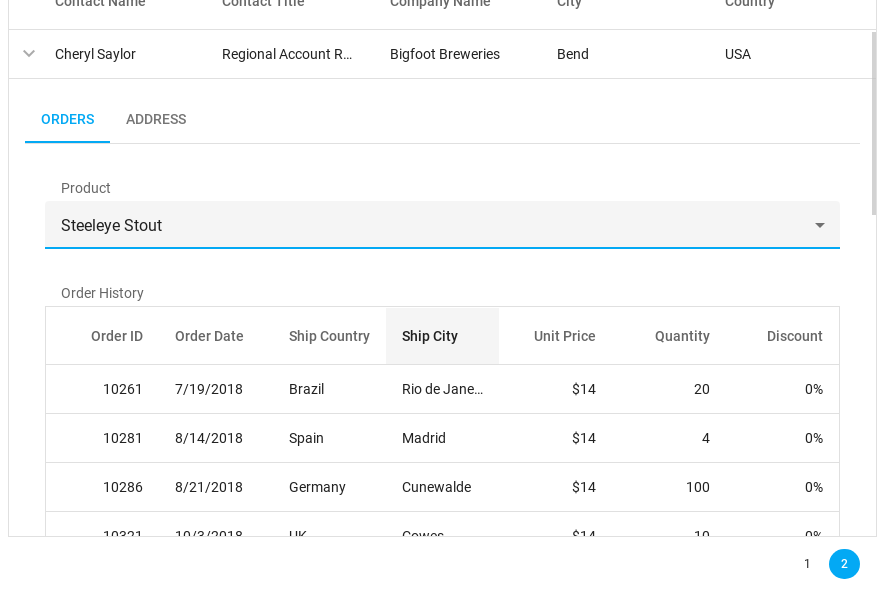 Contact Name Contact Title Company Name City Country
Cheryl Saylor Regional Account R... Bigfoot Breweries Bend USA
ORDERS ADDRESS
Product
Steeleye Stout
Order History
Order ID Order Date Ship Country Ship City Unit Price Quantity Discount
10261 7/19/2018 Brazil Rio de Jane... $14 20 0%
10281 8/14/2018 Spain Madrid $14 4 0%
10286 8/21/2018 Germany Cunewalde $14 100 0%
10321 10/3/2018 UK Cowes $14 10 0%
1 2